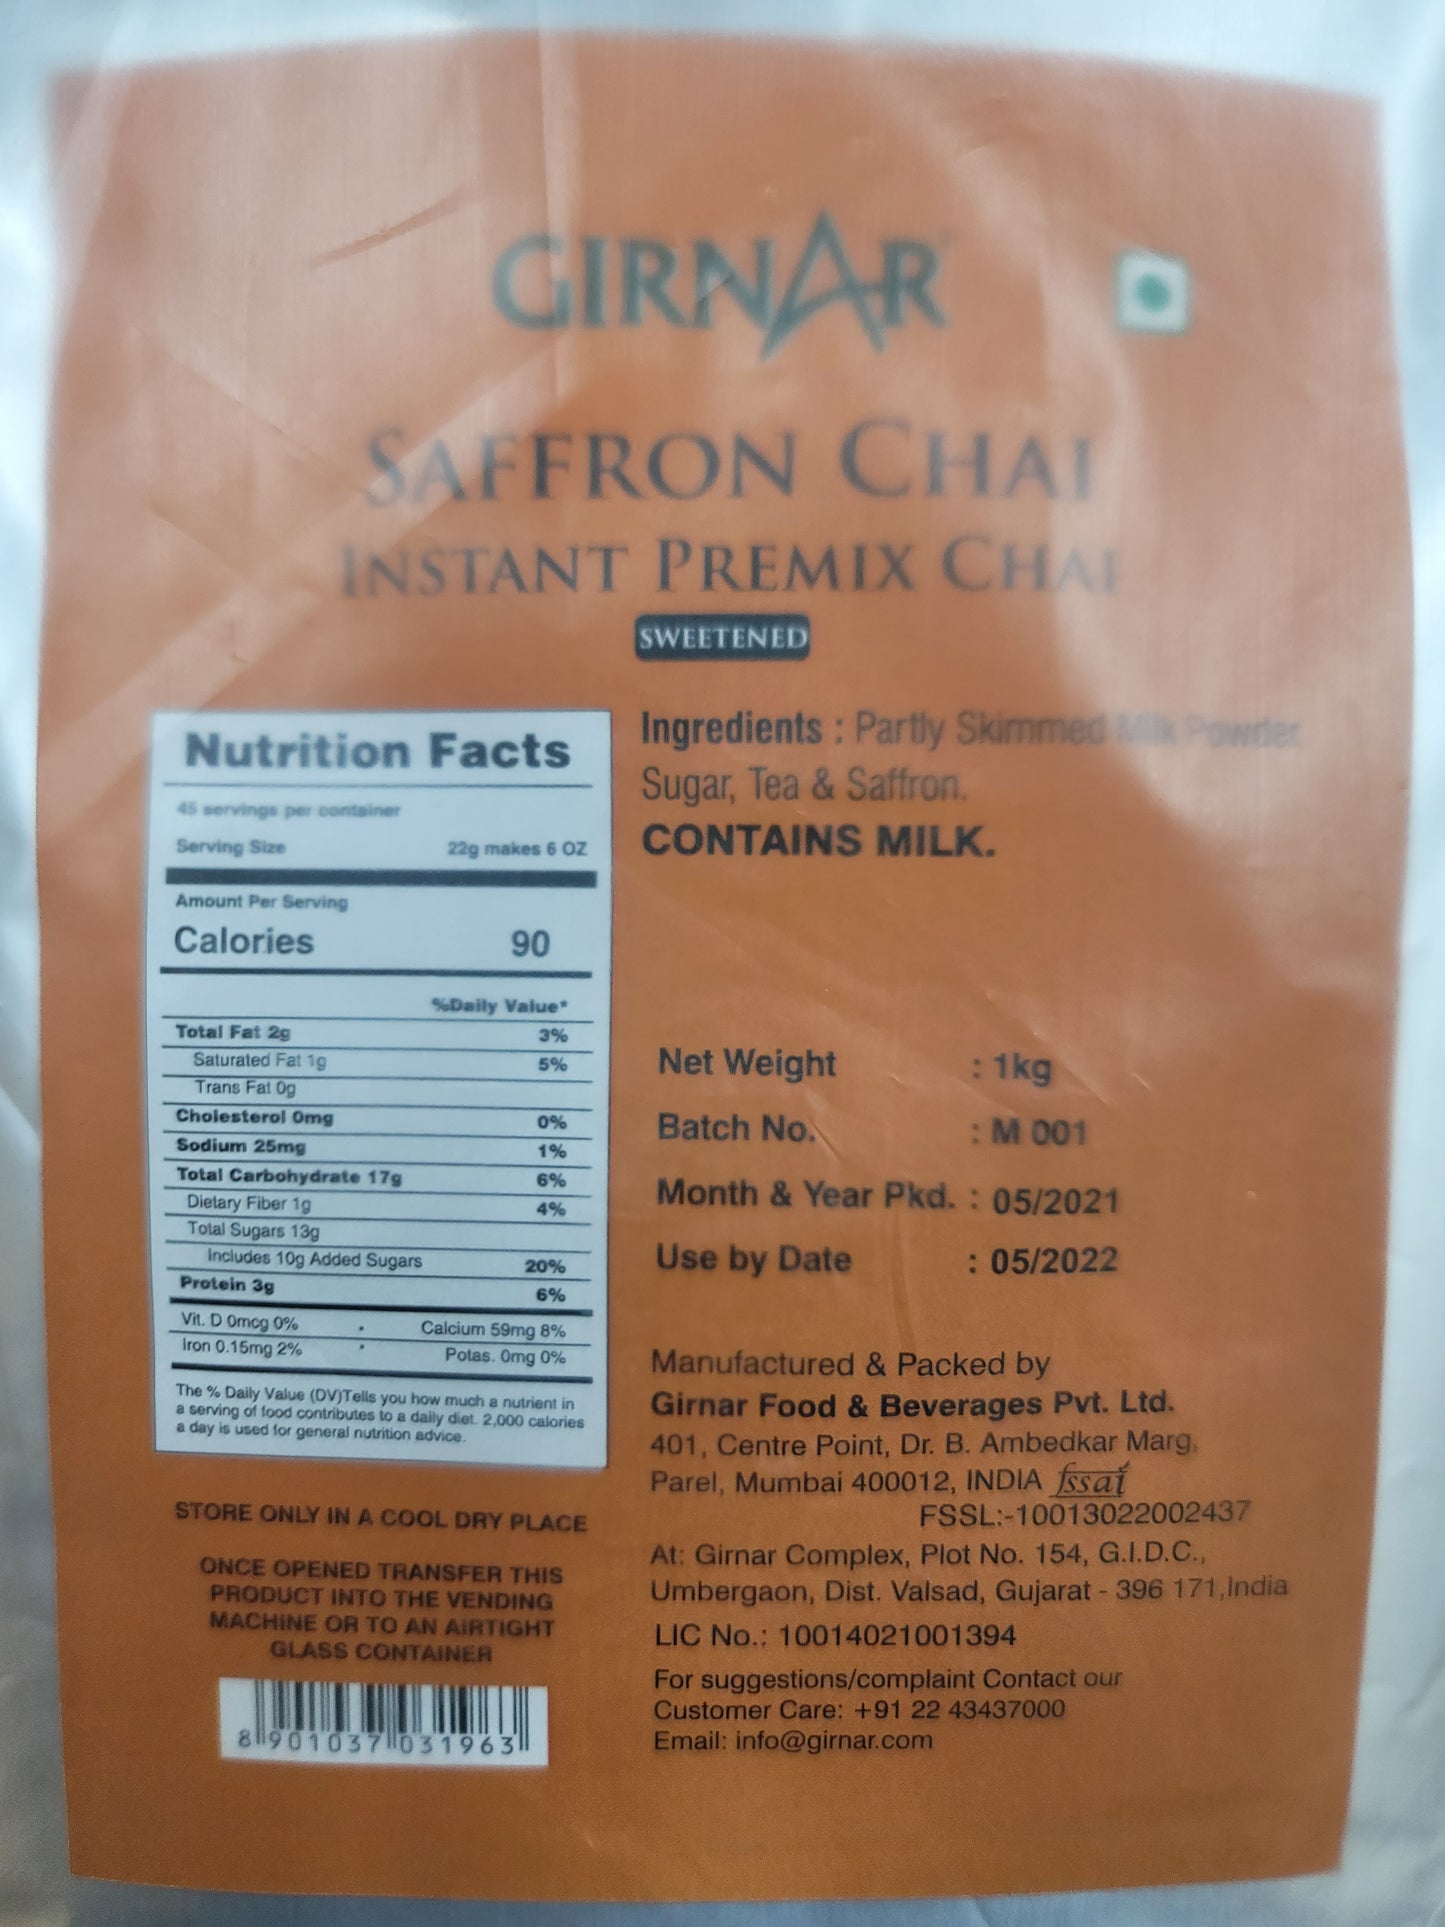 GIRNAR
SAFFRON CHAI
INSTANT PREMIX CHAI
SWEETENED
Nutrition Facts
45 servings per container
Serving Size 22g makes 6 OZ
Amount Per Serving
Calories 90
%Daily Value*
Total Fat 2g 3%
Saturated Fat 1g 5%
Trans Fat 0g
Cholesterol 0mg 0%
Sodium 25mg 1%
Total Carbohydrate 17g 6%
Dietary Fiber 1g 4%
Total Sugars 13g
Includes 10g Added Sugars 20%
Protein 3g 6%
Vit. D 0mcg 0% • Calcium 59mg 8%
Iron 0.15mg 2% • Potas. 0mg 0%
The % Daily Value (DV)Tells you how much a nutrient in
a serving of food contributes to a daily diet. 2,000 calories
a day is used for general nutrition advice.
STORE ONLY IN A COOL DRY PLACE
ONCE OPENED TRANSFER THIS
PRODUCT INTO THE VENDING
MACHINE OR TO AN AIRTIGHT
GLASS CONTAINER
8 901037 031963
Ingredients : Partly Skimmed Milk Powder
Sugar, Tea & Saffron.
CONTAINS MILK.
Net Weight : 1kg
Batch No. : M 001
Month & Year Pkd. : 05/2021
Use by Date : 05/2022
Manufactured & Packed by
Girnar Food & Beverages Pvt. Ltd.
401, Centre Point, Dr. B. Ambedkar Marg,
Parel, Mumbai 400012, INDIA fssai
FSSL:-10013022002437
At: Girnar Complex, Plot No. 154, G.I.D.C.,
Umbergaon, Dist. Valsad, Gujarat - 396 171,India
LIC No.: 10014021001394
For suggestions/complaint Contact our
Customer Care: +91 22 43437000
Email: info@girnar.com